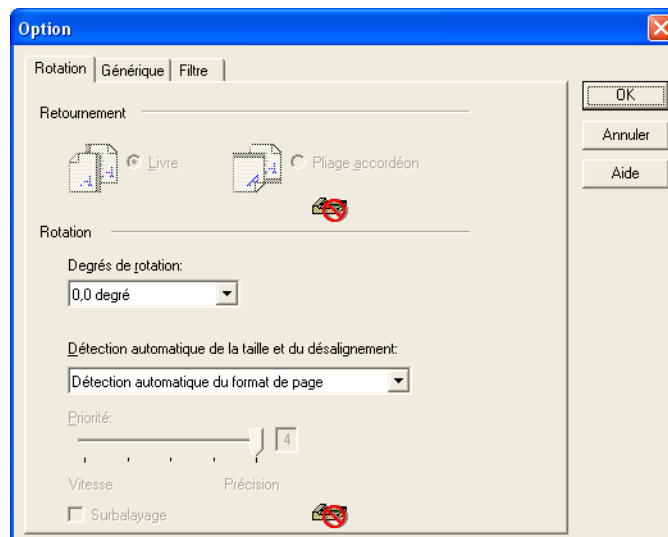 Option
Rotation Générique Filtre
OK
Annuler
Aide
Retournement
Livre
Pliage accordéon
Rotation
Degrés de rotation:
0,0 degré
Détection automatique de la taille et du désalignement:
Détection automatique du format de page
Priorité:
4
Vitesse Précision
Surbalayage